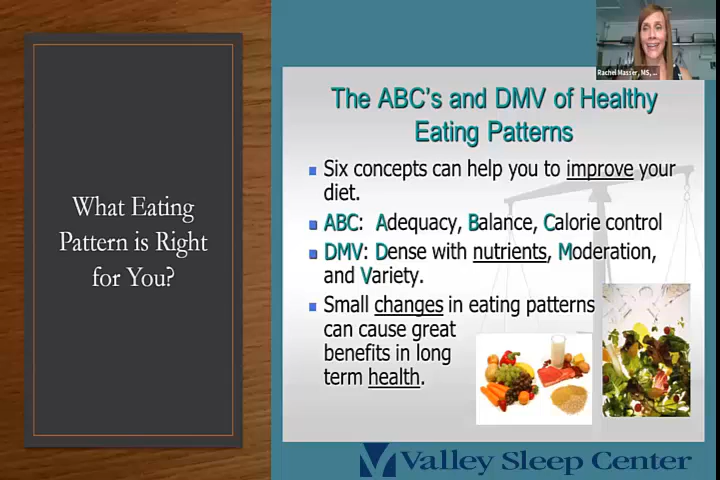 What Eating
Pattern is Right
for You?
Rachel Masser, MS, ...
The ABC's and DMV of Healthy
Eating Patterns
Six concepts can help you to improve your
diet.
ABC: Adequacy, Balance, Calorie control
DMV: Dense with nutrients, Moderation,
and Variety.
Small changes in eating patterns
can cause great
benefits in long
term health.
Valley Sleep Center